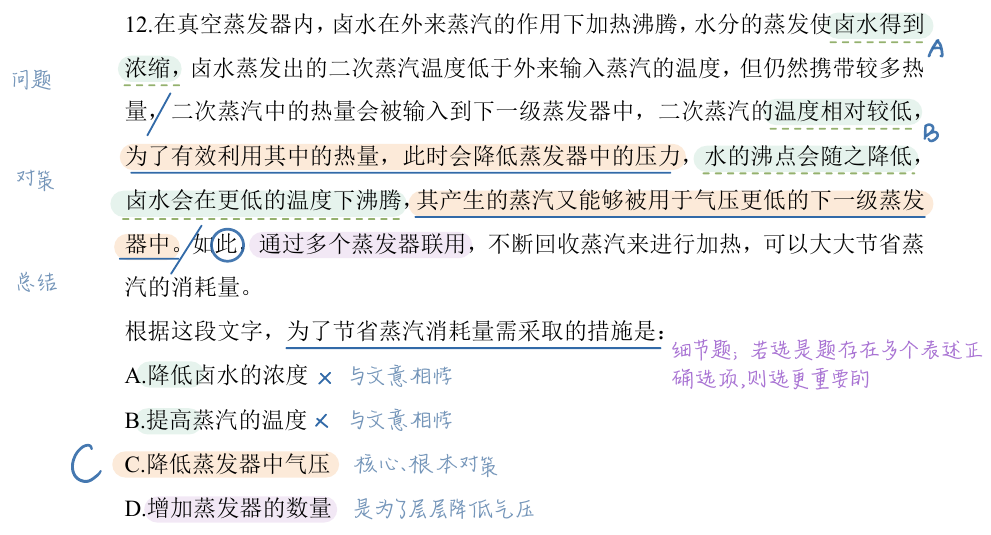 12.在真空蒸发器内，卤水在外来蒸汽的作用下加热沸腾，水分的蒸发使卤水得到
A
问题
浓缩，卤水蒸发出的二次蒸汽温度低于外来输入蒸汽的温度，但仍然携带较多热
量，二次蒸汽中的热量会被输入到下一级蒸发器中，二次蒸汽的温度相对较低，
B
为了有效利用其中的热量，此时会降低蒸发器中的压力，水的沸点会随之降低，
对策
卤水会在更低的温度下沸腾，其产生的蒸汽又能够被用于气压更低的下一级蒸发
器中。如此，通过多个蒸发器联用，不断回收蒸汽来进行加热，可以大大节省蒸
总结
汽的消耗量。
根据这段文字，为了节省蒸汽消耗量需采取的措施是：
细节题；若选是题存在多个表述正
确选项，则选更重要的
A.降低卤水的浓度 × 与文意相悖
B.提高蒸汽的温度 × 与文意相悖
C C.降低蒸发器中气压 核心、根本对策
D.增加蒸发器的数量 是为了层层降低气压